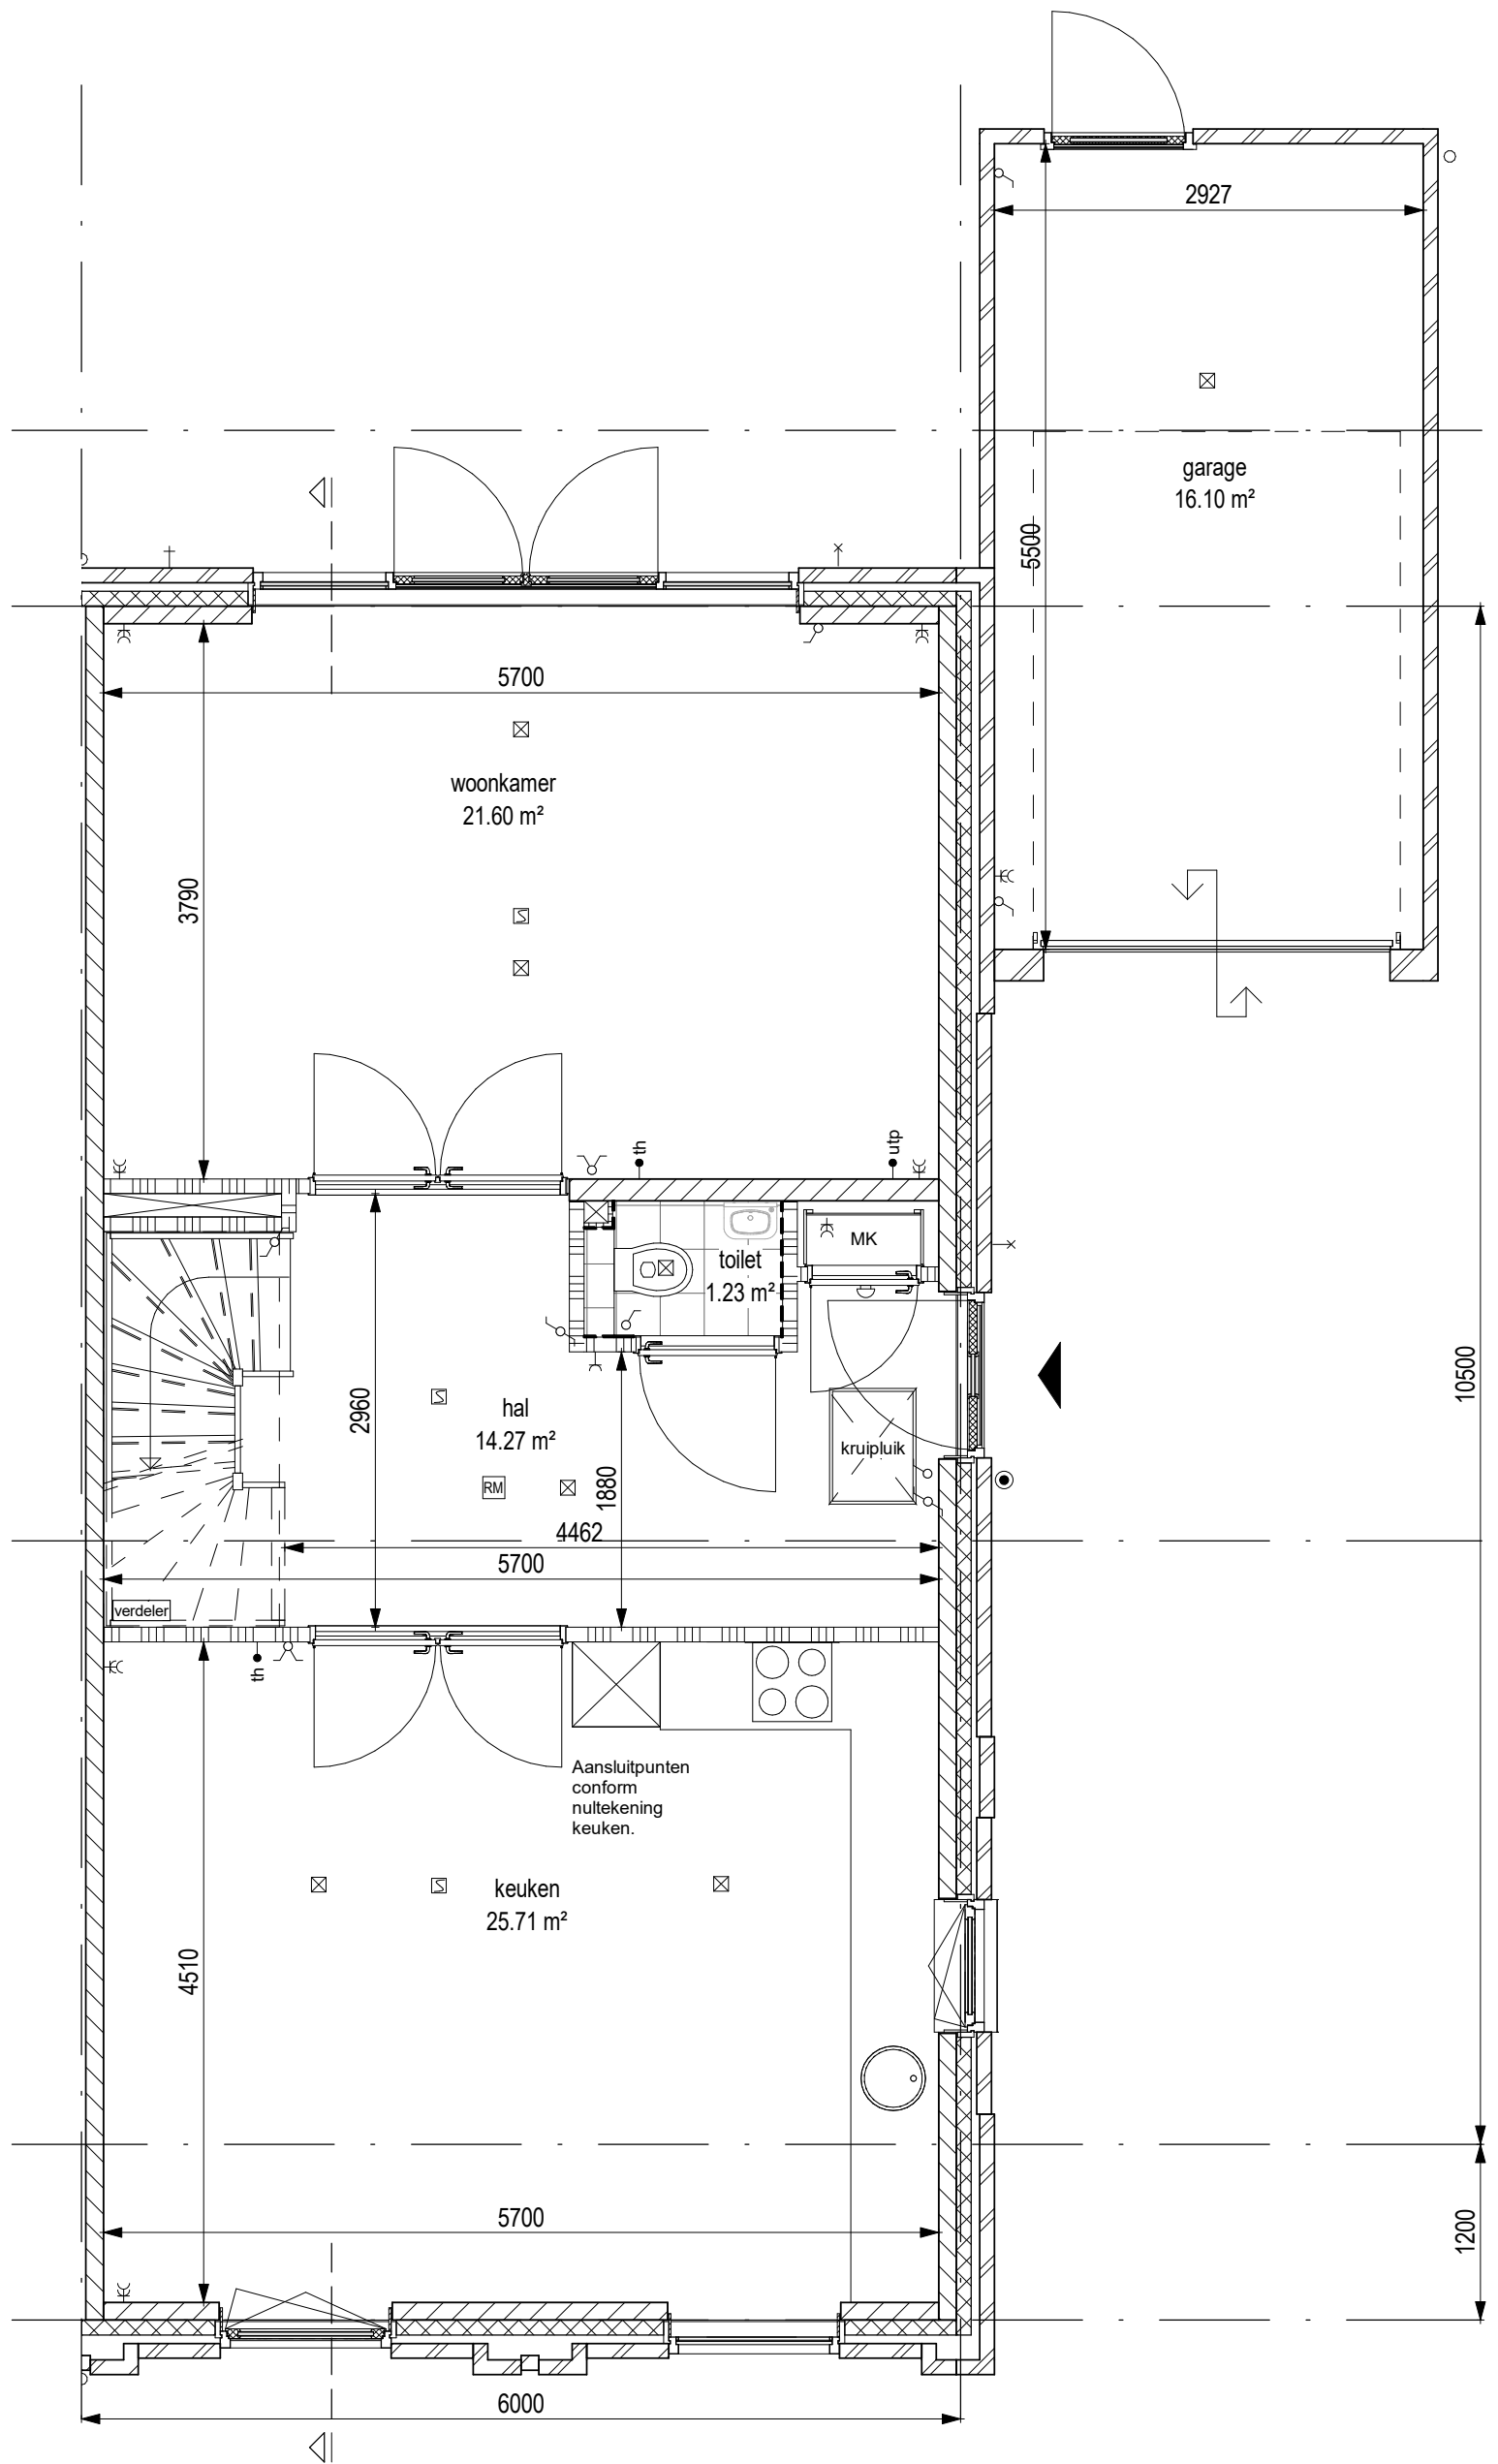 2927
garage
16.10 m²
5500
5700
woonkamer
21.60 m²
3790
th
utp
MK
toilet
1.23 m²
2960
hal
14.27 m²
kruipluik
RM
1880
4462
5700
10500
verdeler
th
Aansluitpunten
conform
nultekening
keuken.
keuken
25.71 m²
4510
5700
1200
6000